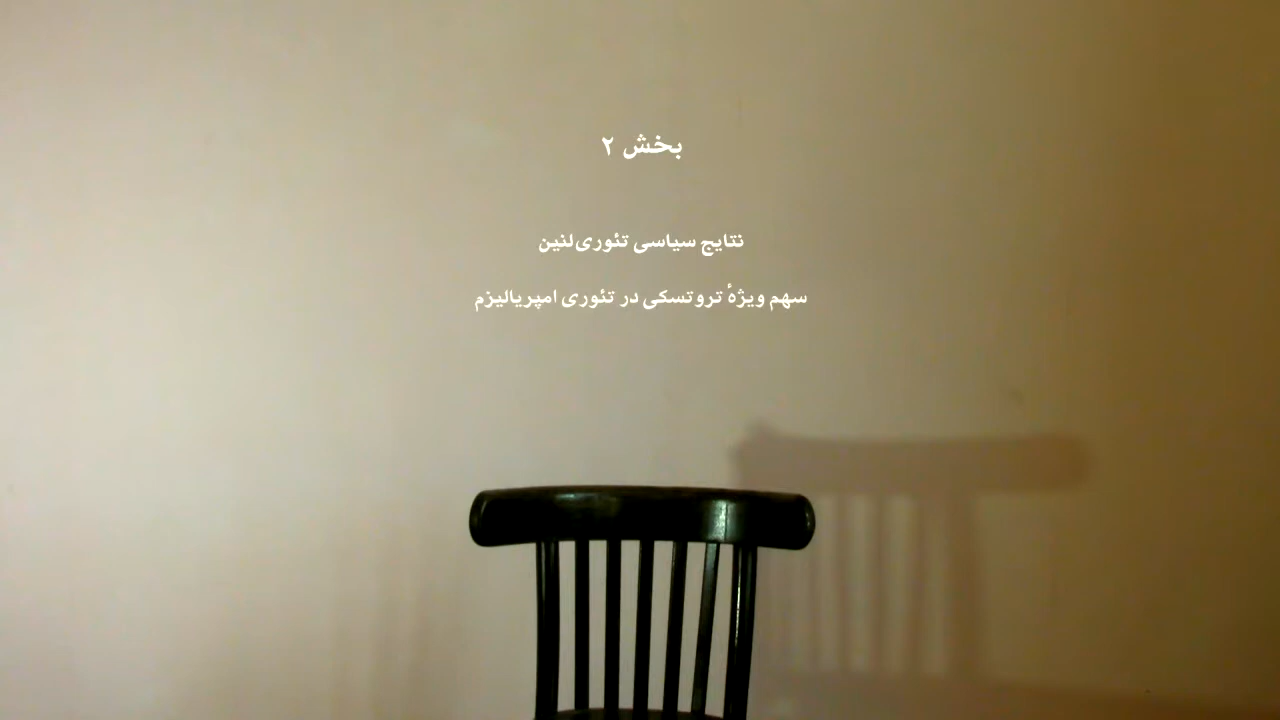 بخش ۲
نتایج سیاسی تئوری‌لنین
سهم ویژهٔ تروتسکی در تئوری امپریالیزم